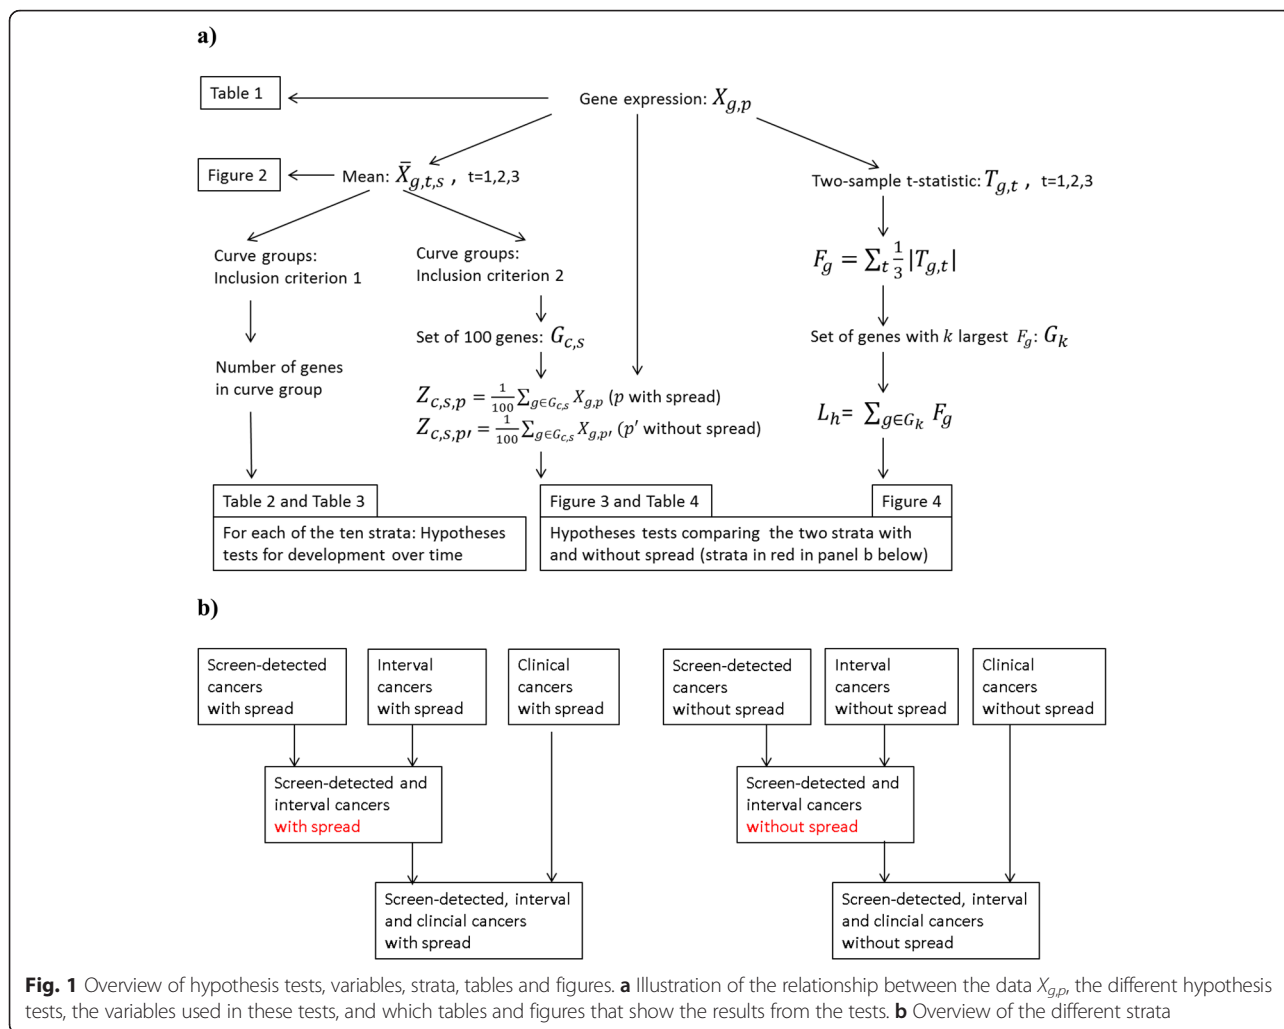 a)
Table 1
Gene expression: X_{g,p}
Figure 2
Mean: X̄_{g,t,s} , t=1,2,3
Two-sample t-statistic: T_{g,t} , t=1,2,3
Curve groups:
Inclusion criterion 1
Curve groups:
Inclusion criterion 2
F_g = ∑_t 1/3 |T_{g,t}|
Set of 100 genes: G_{c,s}
Set of genes with k largest F_g: G_k
Number of genes
in curve group
Z_{c,s,p} = 1/100 ∑_{g∈G_{c,s}} X_{g,p} (p with spread)
Z_{c,s,p′} = 1/100 ∑_{g∈G_{c,s}} X_{g,p′} (p′ without spread)
L_h= ∑_{g∈G_k} F_g
Table 2 and Table 3
For each of the ten strata: Hypotheses
tests for development over time
Figure 3 and Table 4
Figure 4
Hypotheses tests comparing the two strata with
and without spread (strata in red in panel b below)
b)
Screen-detected
cancers
with spread
Interval
cancers
with spread
Clinical
cancers
with spread
Screen-detected
cancers
without spread
Interval
cancers
without spread
Clinical
cancers
without spread
Screen-detected and
interval cancers
with spread
Screen-detected and
interval cancers
without spread
Screen-detected, interval
and clincial cancers
with spread
Screen-detected, interval
and clincial cancers
without spread
Fig. 1 Overview of hypothesis tests, variables, strata, tables and figures. a Illustration of the relationship between the data X_{g,p}, the different hypothesis
tests, the variables used in these tests, and which tables and figures that show the results from the tests. b Overview of the different strata